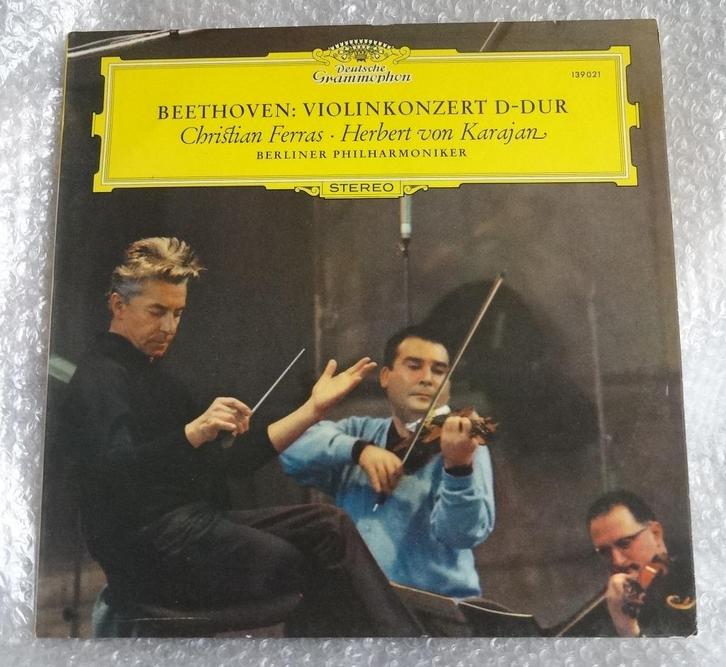 Deutsche
Grammophon
139 021
BEETHOVEN: VIOLINKONZERT D-DUR
Christian Ferras · Herbert von Karajan
BERLINER PHILHARMONIKER
STEREO